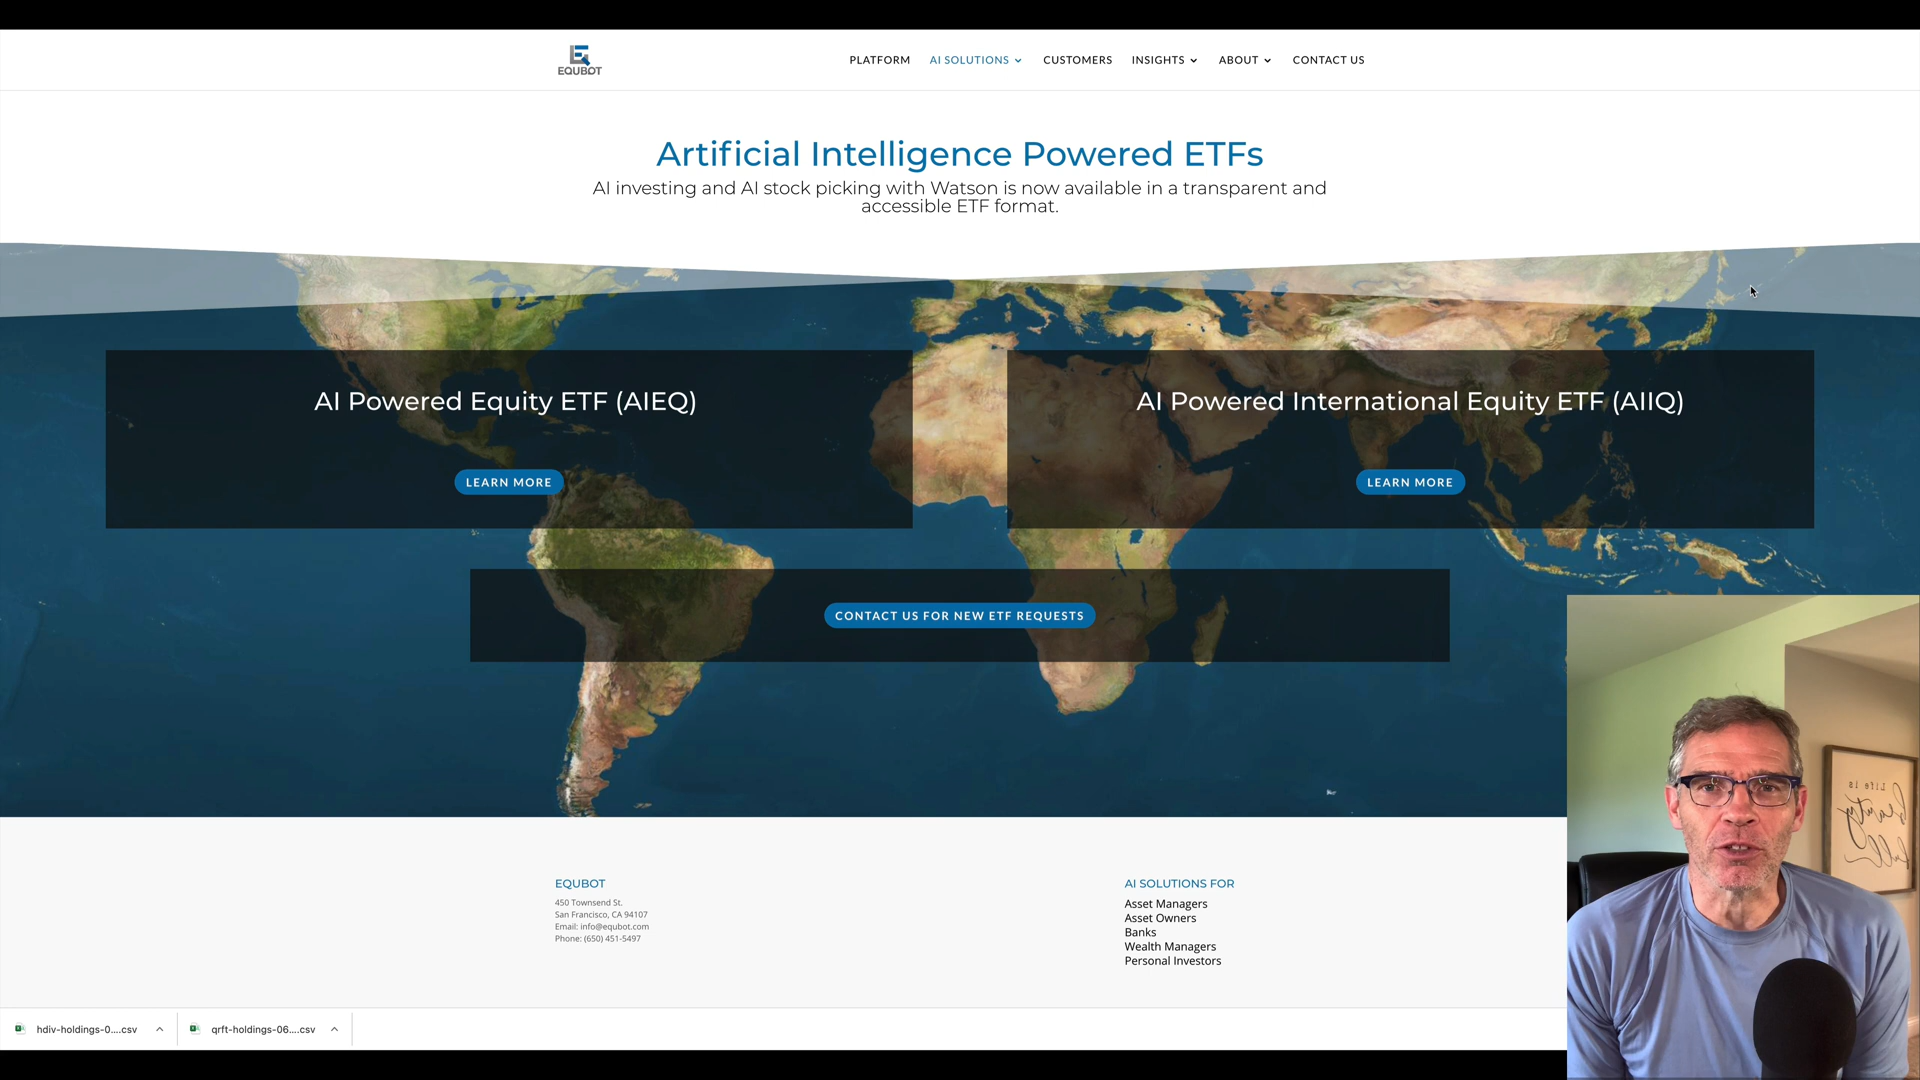 EQUBOT
PLATFORM
AI SOLUTIONS
CUSTOMERS
INSIGHTS
ABOUT
CONTACT US
Artificial Intelligence Powered ETFs
AI investing and AI stock picking with Watson is now available in a transparent and
accessible ETF format.
AI Powered Equity ETF (AIEQ)
LEARN MORE
AI Powered International Equity ETF (AIIQ)
LEARN MORE
CONTACT US FOR NEW ETF REQUESTS
EQUBOT
450 Townsend St.
San Francisco, CA 94107
Email: info@equbot.com
Phone: (650) 451-5497
AI SOLUTIONS FOR
Asset Managers
Asset Owners
Banks
Wealth Managers
Personal Investors
Life is
hdiv-holdings-0....csv
qrft-holdings-06....csv